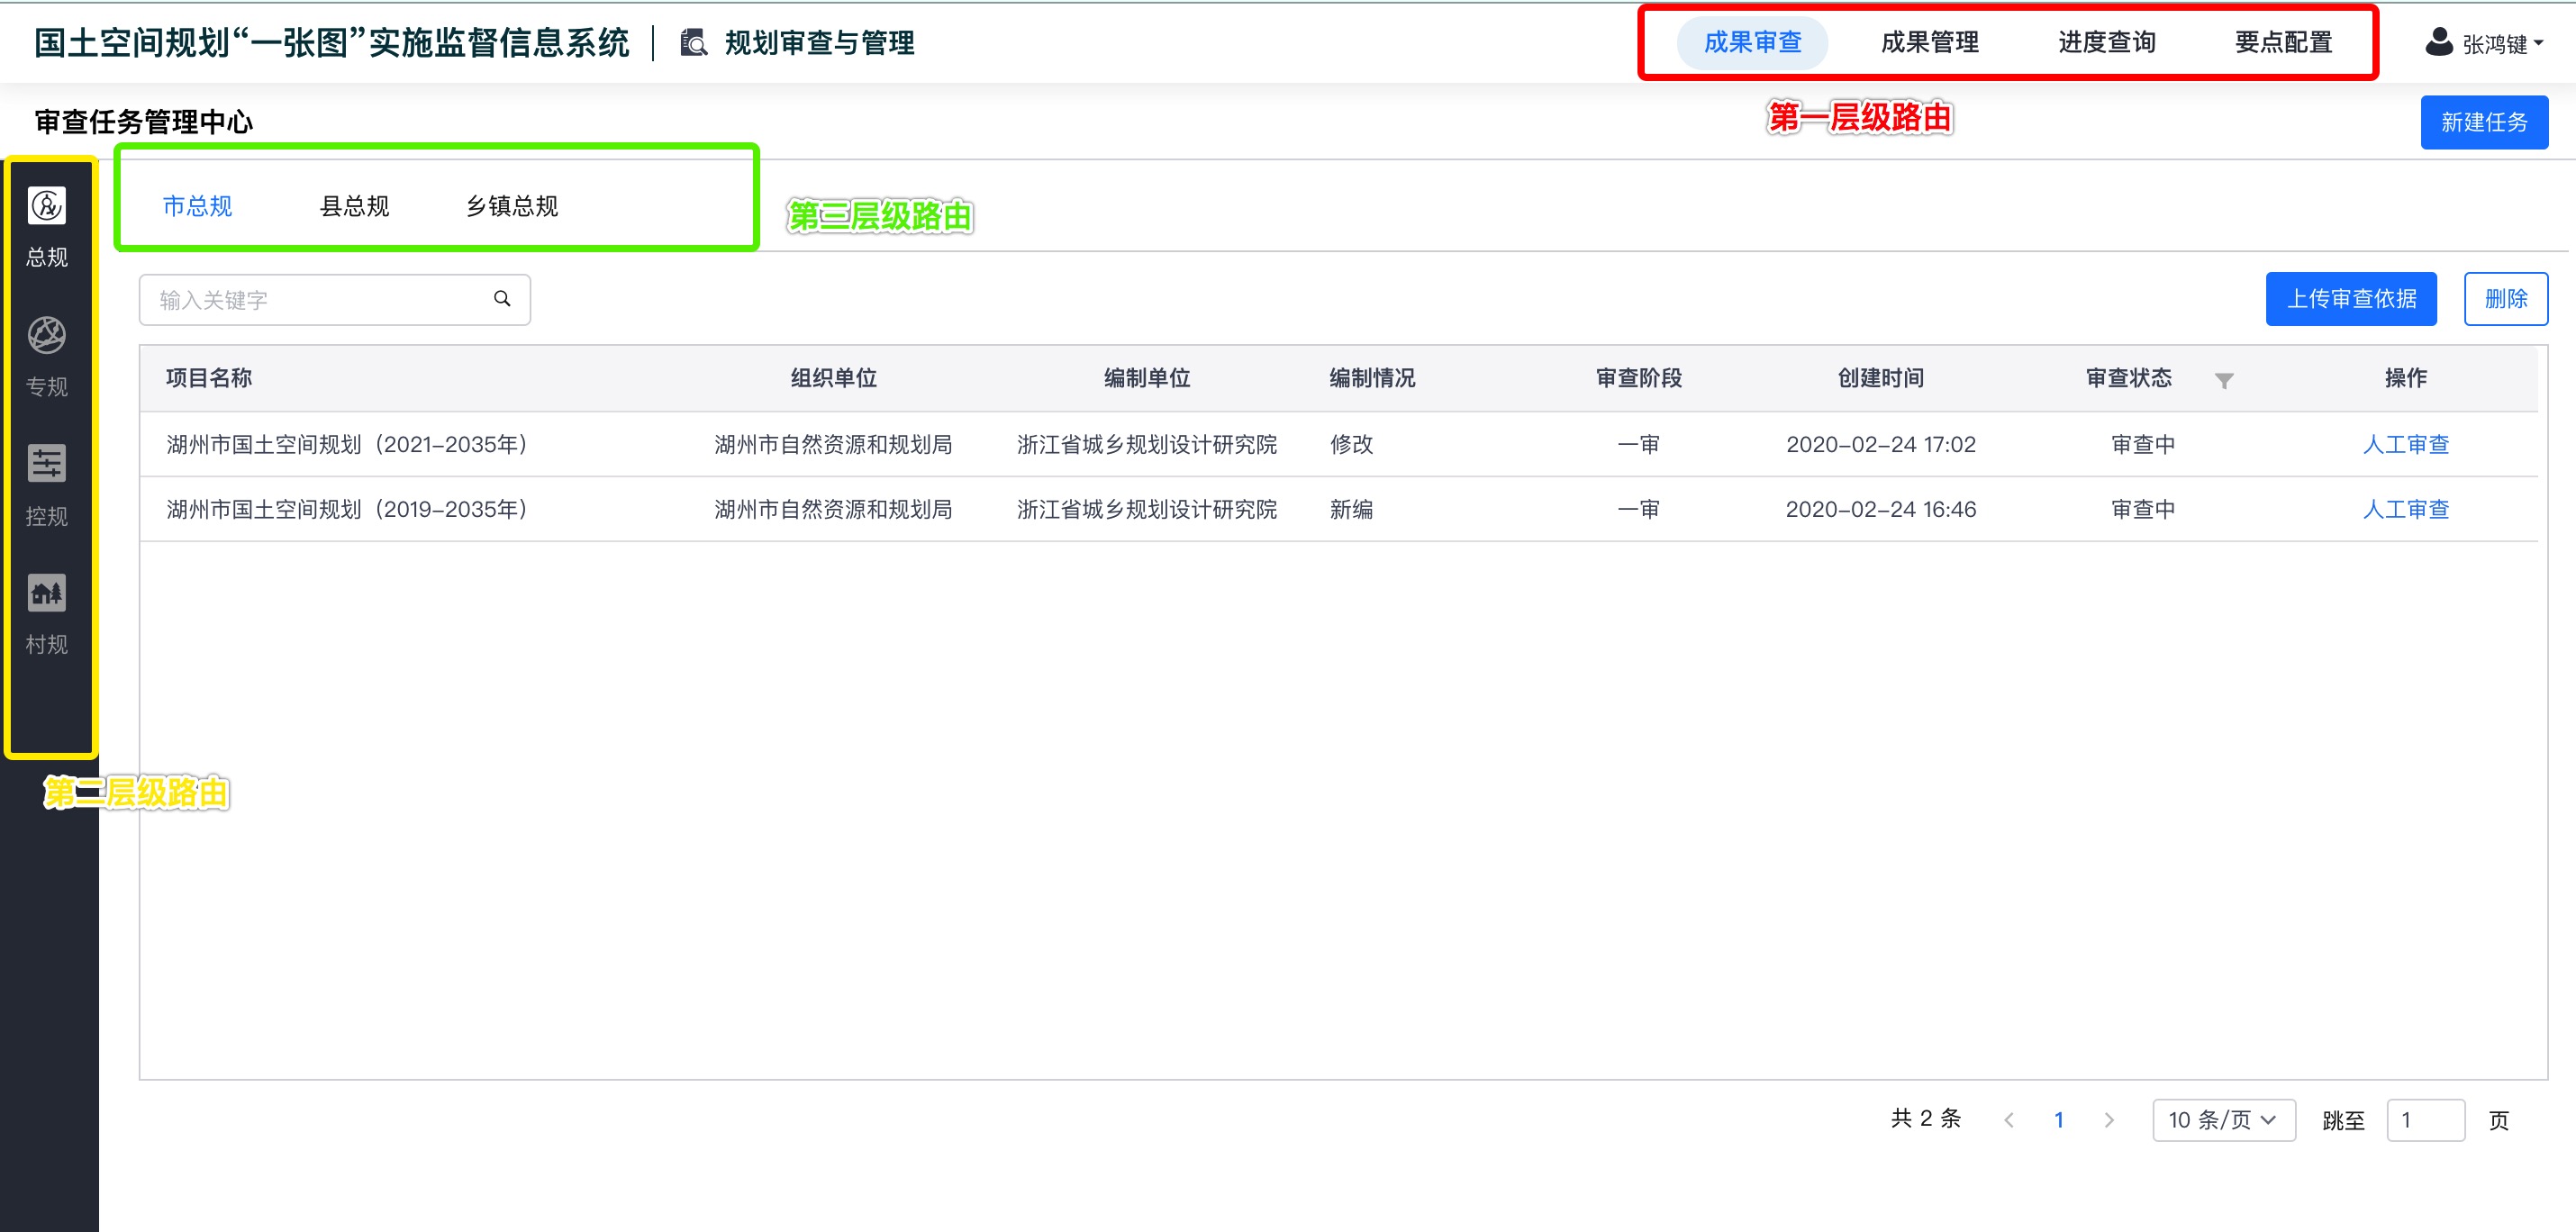 国土空间规划“一张图”实施监督信息系统 规划审查与管理 成果审查 成果管理 进度查询 要点配置 张鸿键
第一层级路由
审查任务管理中心 新建任务
市总规 县总规 乡镇总规
第三层级路由
总规
专规
控规
村规
第二层级路由
输入关键字 上传审查依据 删除
项目名称 组织单位 编制单位 编制情况 审查阶段 创建时间 审查状态 操作
湖州市国土空间规划（2021-2035年） 湖州市自然资源和规划局 浙江省城乡规划设计研究院 修改 一审 2020-02-24 17:02 审查中 人工审查
湖州市国土空间规划（2019-2035年） 湖州市自然资源和规划局 浙江省城乡规划设计研究院 新编 一审 2020-02-24 16:46 审查中 人工审查
共 2 条 1 10 条/页 跳至 1 页